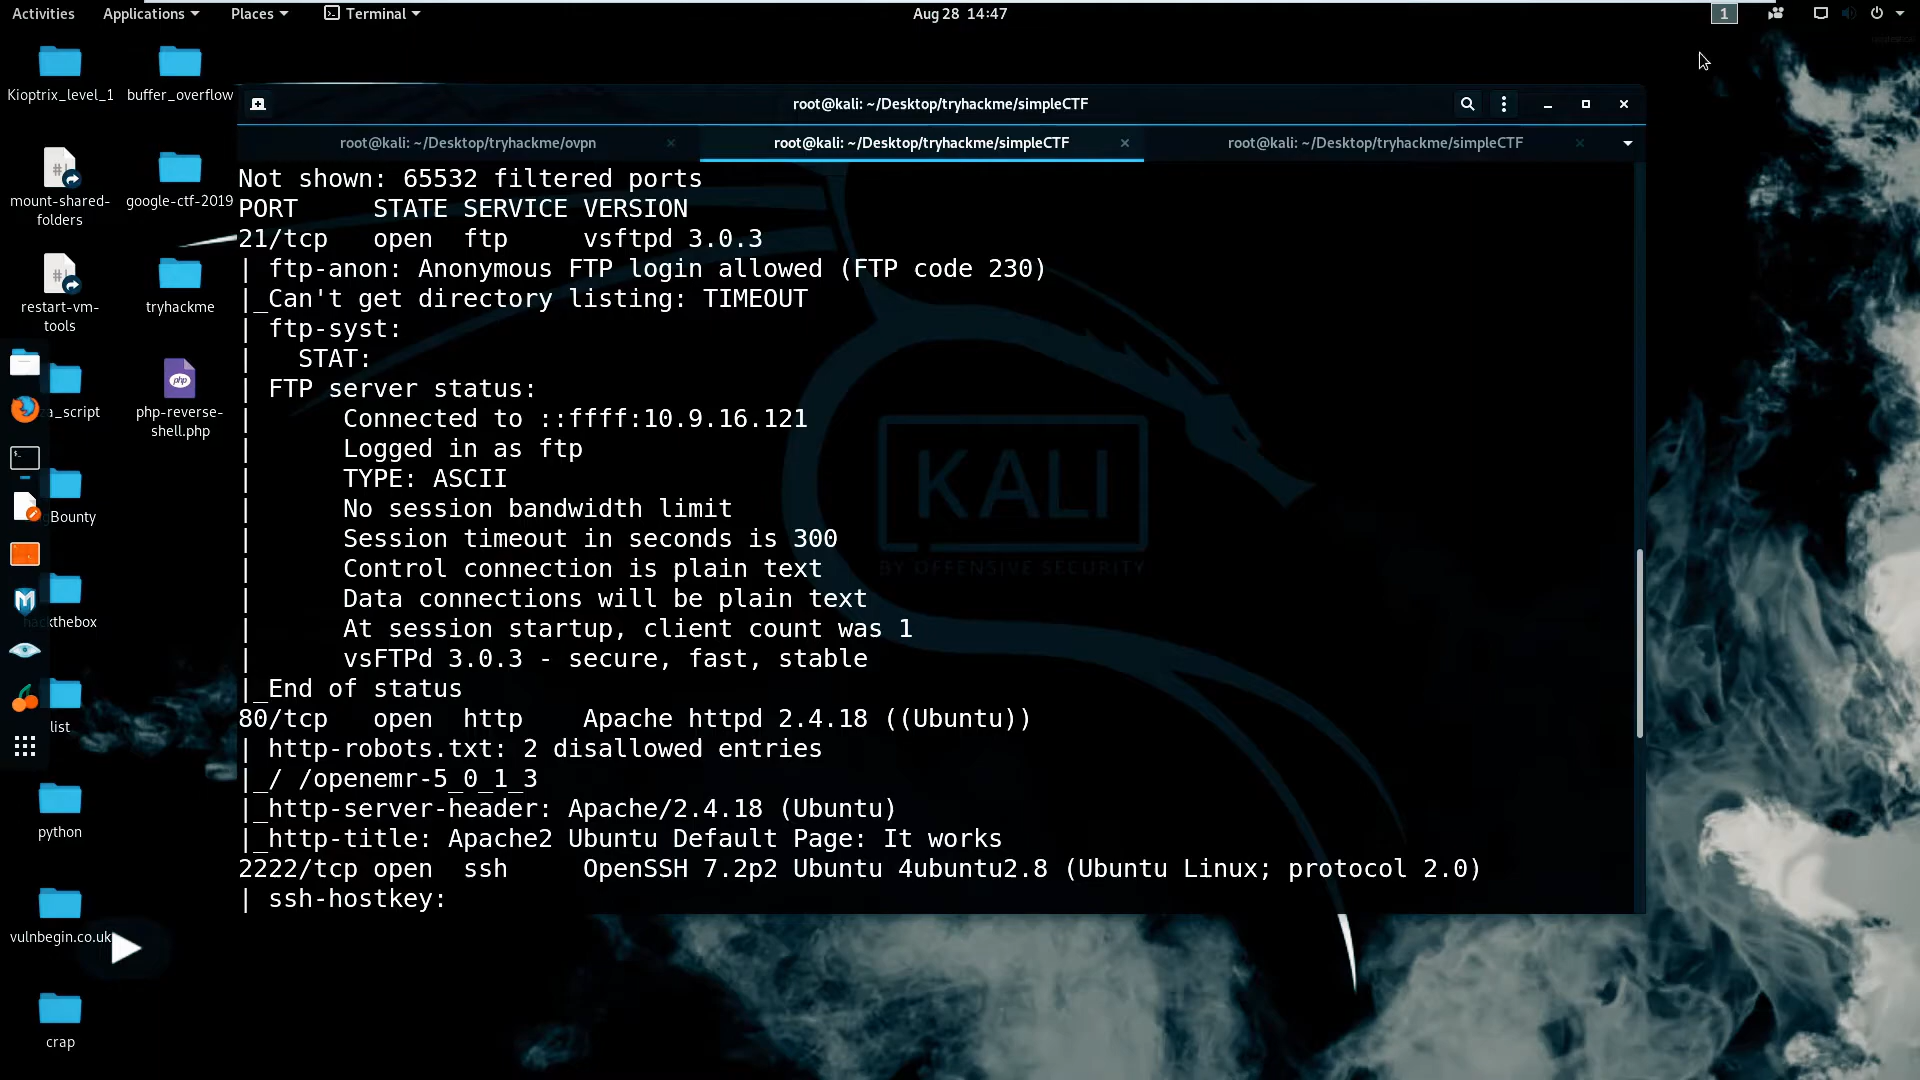 Activities Applications Places Terminal Aug 28 14:47 1
Kioptrix_level_1 buffer_overflow
mount-shared-folders google-ctf-2019
restart-vm-tools tryhackme
a_script php-reverse-shell.php
Bounty
hackthebox
list
python
vulnbegin.co.uk
crap
root@kali: ~/Desktop/tryhackme/simpleCTF
root@kali: ~/Desktop/tryhackme/ovpn root@kali: ~/Desktop/tryhackme/simpleCTF root@kali: ~/Desktop/tryhackme/simpleCTF
Not shown: 65532 filtered ports
PORT     STATE SERVICE VERSION
21/tcp   open  ftp     vsftpd 3.0.3
| ftp-anon: Anonymous FTP login allowed (FTP code 230)
|_Can't get directory listing: TIMEOUT
| ftp-syst:
|   STAT:
| FTP server status:
|      Connected to ::ffff:10.9.16.121
|      Logged in as ftp
|      TYPE: ASCII
|      No session bandwidth limit
|      Session timeout in seconds is 300
|      Control connection is plain text
|      Data connections will be plain text
|      At session startup, client count was 1
|      vsFTPd 3.0.3 - secure, fast, stable
|_End of status
80/tcp   open  http    Apache httpd 2.4.18 ((Ubuntu))
| http-robots.txt: 2 disallowed entries
|_/ /openemr-5_0_1_3
|_http-server-header: Apache/2.4.18 (Ubuntu)
|_http-title: Apache2 Ubuntu Default Page: It works
2222/tcp open  ssh     OpenSSH 7.2p2 Ubuntu 4ubuntu2.8 (Ubuntu Linux; protocol 2.0)
| ssh-hostkey:
KALI
BY OFFENSIVE SECURITY
php